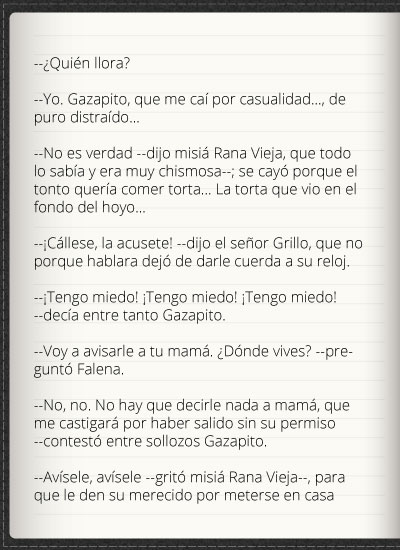 --¿Quién llora?
--Yo. Gazapito, que me caí por casualidad..., de
puro distraído...
--No es verdad --dijo misiá Rana Vieja, que todo
lo sabía y era muy chismosa--; se cayó porque el
tonto quería comer torta... La torta que vio en el
fondo del hoyo...
--¡Cállese, la acusete! --dijo el señor Grillo, que no
porque hablara dejó de darle cuerda a su reloj.
--¡Tengo miedo! ¡Tengo miedo! ¡Tengo miedo!
--decía entre tanto Gazapito.
--Voy a avisarle a tu mamá. ¿Dónde vives? --pre-
guntó Falena.
--No, no. No hay que decirle nada a mamá, que
me castigará por haber salido sin su permiso
--contestó entre sollozos Gazapito.
--Avísele, avísele --gritó misiá Rana Vieja--, para
que le den su merecido por meterse en casa